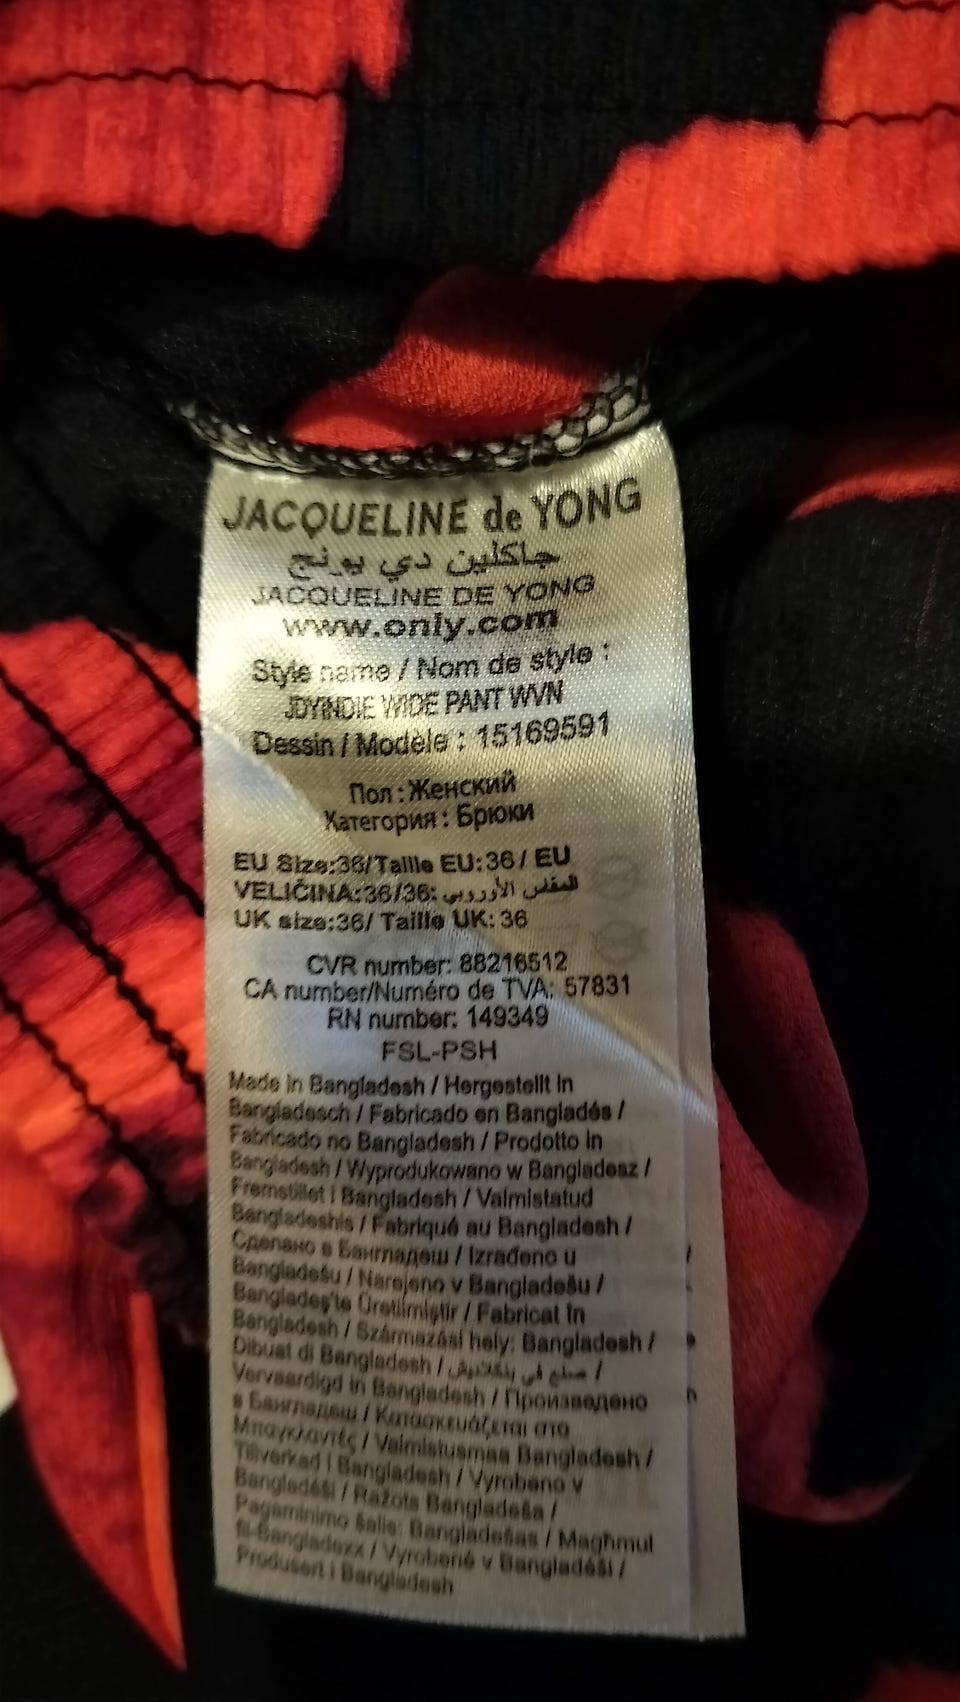 JACQUELINE de YONG
جاكلين دي يونج
JACQUELINE DE YONG
www.only.com
Style name / Nom de style :
JDYINDIE WIDE PANT WVN
Dessin / Modèle : 15169591
Пол : Женский
Категория : Брюки
EU Size:36/Taille EU:36 / EU
VELIČINA:36/36: المقاس الأوروبي
UK size:36/ Taille UK: 36
CVR number: 88216512
CA number/Numéro de TVA: 57831
RN number: 149349
FSL-PSH
Made in Bangladesh / Hergestellt in
Bangladesch / Fabricado en Bangladés /
Fabricado no Bangladesh / Prodotto in
Bangladesh / Wyprodukowano w Bangladesz /
Fremstillet i Bangladesh / Valmistatud
Bangladeshis / Fabriqué au Bangladesh /
Сделано в Бангладеш / Izrađeno u
Bangladešu / Narejeno v Bangladešu /
Bangladeş'te Üretilmiştir / Fabricat în
Bangladesh / Származási hely: Bangladesh /
Dibuat di Bangladesh / صنع في بنغلاديش /
Vervaardigd in Bangladesh / Произведено
в Бангладеш / Κατασκευάζεται στο
Μπαγκλαντές / Valmistusmaa Bangladesh /
Tillverkad i Bangladesh / Vyrobeno v
Bangladéši / Ražots Bangladeša /
Pagaminimo šalis: Bangladešas / Magħmul
fil-Bangladexx / Vyrobené v Bangladéši /
Produsert i Bangladesh